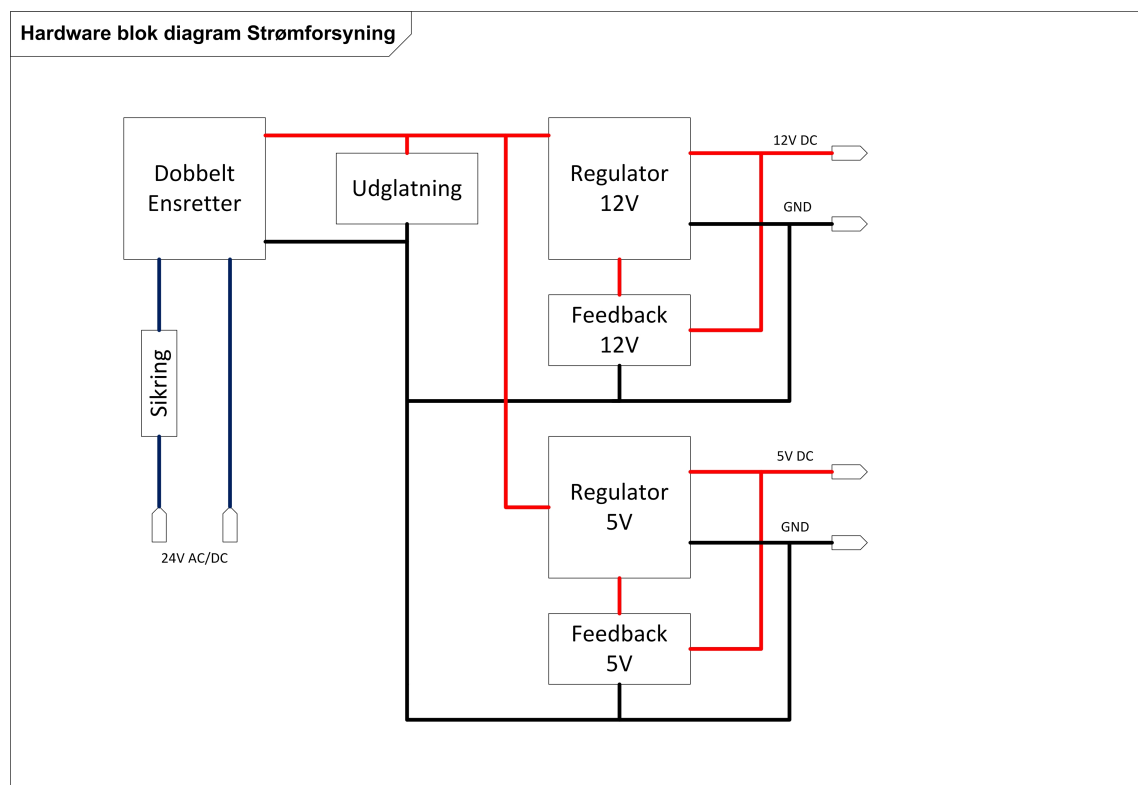 Hardware blok diagram Strømforsyning
Dobbelt
Ensretter
Udglatning
Regulator
12V
12V DC
GND
Feedback
12V
Sikring
24V AC/DC
Regulator
5V
5V DC
GND
Feedback
5V